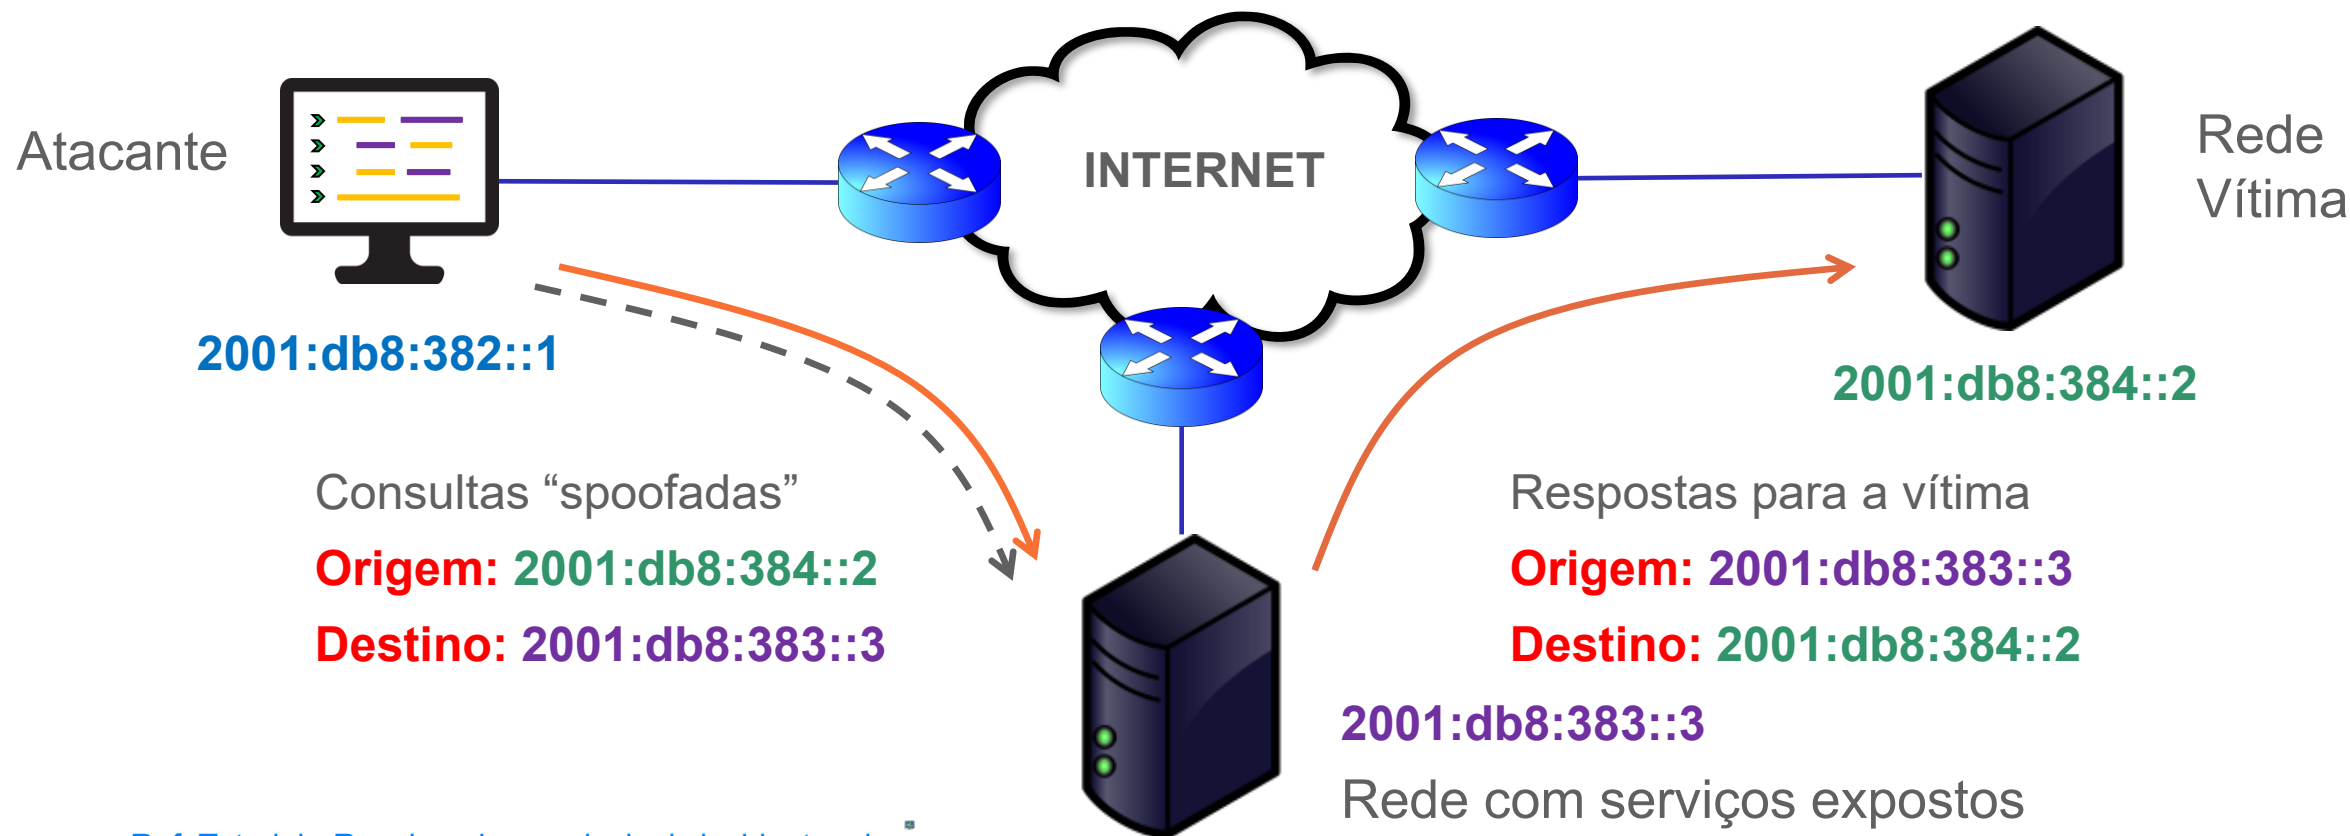 Atacante
INTERNET
Rede
Vítima
2001:db8:382::1
2001:db8:384::2
Consultas “spoofadas”
Origem: 2001:db8:384::2
Destino: 2001:db8:383::3
Respostas para a vítima
Origem: 2001:db8:383::3
Destino: 2001:db8:384::2
2001:db8:383::3
Rede com serviços expostos